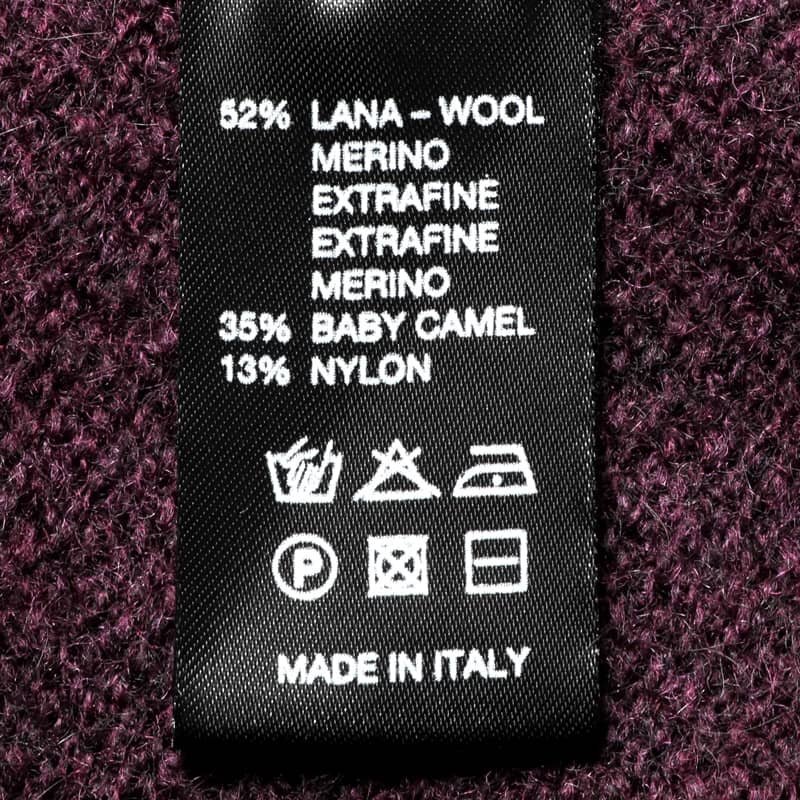 52% LANA - WOOL
MERINO
EXTRAFINE
EXTRAFINE
MERINO
35% BABY CAMEL
13% NYLON
P
MADE IN ITALY